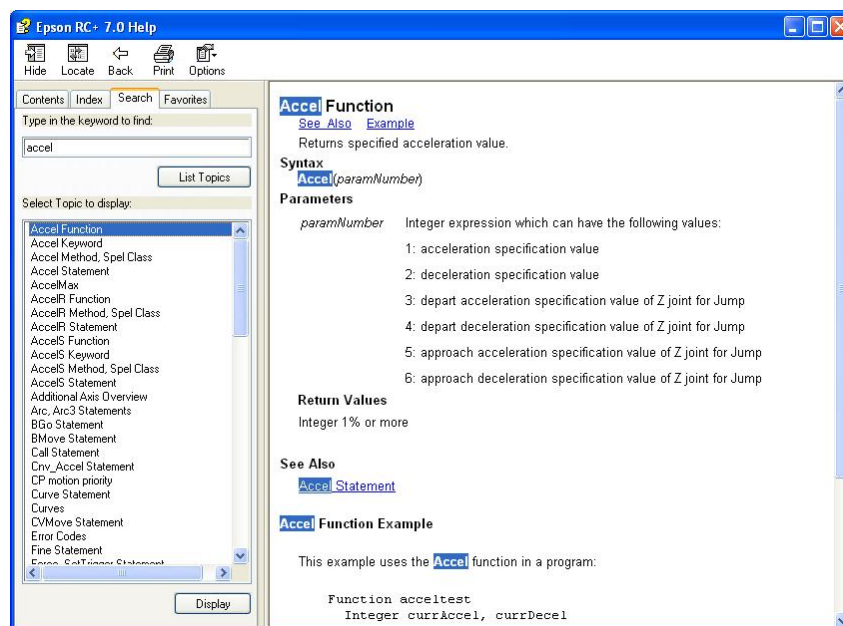 Epson RC+ 7.0 Help
Hide Locate Back Print Options
Contents Index Search Favorites
Type in the keyword to find:
accel
List Topics
Select Topic to display:
Accel Function
Accel Keyword
Accel Method, Spel Class
Accel Statement
AccelMax
AccelR Function
AccelR Method, Spel Class
AccelR Statement
AccelS Function
AccelS Keyword
AccelS Method, Spel Class
AccelS Statement
Additional Axis Overview
Arc, Arc3 Statements
BGo Statement
BMove Statement
Call Statement
Cnv_Accel Statement
CP motion priority
Curve Statement
Curves
CVMove Statement
Error Codes
Fine Statement
Force_SetTrigger Statement
Display
Accel Function
See Also Example
Returns specified acceleration value.
Syntax
Accel(paramNumber)
Parameters
paramNumber Integer expression which can have the following values:
1: acceleration specification value
2: deceleration specification value
3: depart acceleration specification value of Z joint for Jump
4: depart deceleration specification value of Z joint for Jump
5: approach acceleration specification value of Z joint for Jump
6: approach deceleration specification value of Z joint for Jump
Return Values
Integer 1% or more
See Also
Accel Statement
Accel Function Example
This example uses the Accel function in a program:
Function acceltest
Integer currAccel, currDecel